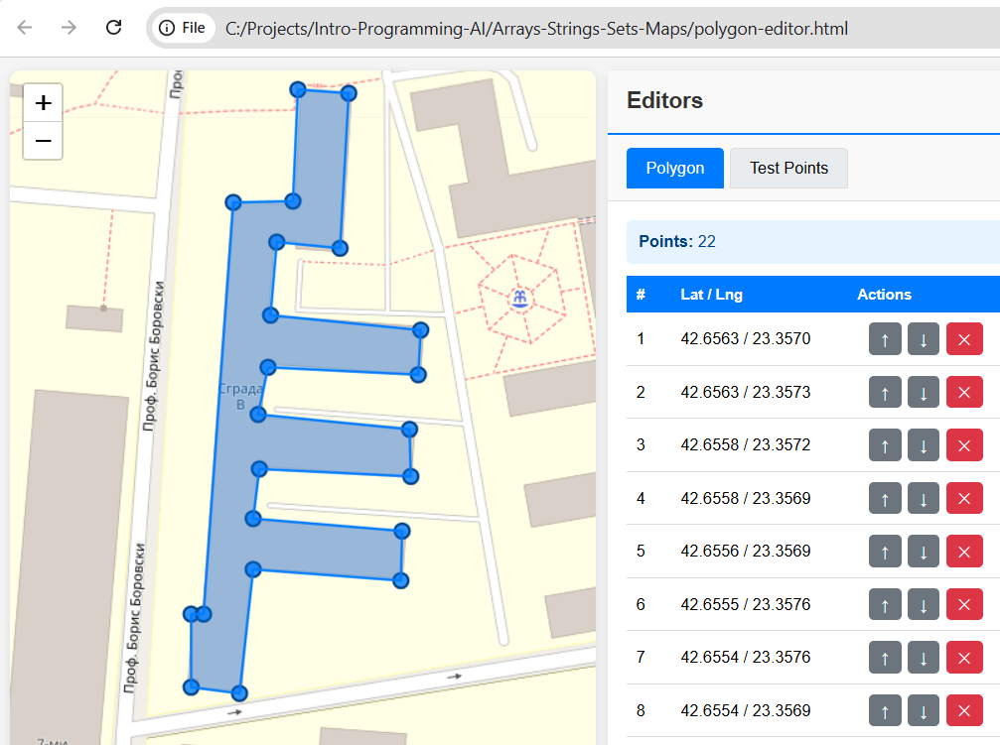 File
C:/Projects/Intro-Programming-AI/Arrays-Strings-Sets-Maps/polygon-editor.html
+
−
Editors
Polygon
Test Points
Points: 22
# Lat / Lng Actions
1 42.6563 / 23.3570 ↑ ↓ ×
2 42.6563 / 23.3573 ↑ ↓ ×
3 42.6558 / 23.3572 ↑ ↓ ×
4 42.6558 / 23.3569 ↑ ↓ ×
5 42.6556 / 23.3569 ↑ ↓ ×
6 42.6555 / 23.3576 ↑ ↓ ×
7 42.6554 / 23.3576 ↑ ↓ ×
8 42.6554 / 23.3569 ↑ ↓ ×
Проф. Борис Боровски
Сграда
В
Проф. Борис Боровски
7-ми